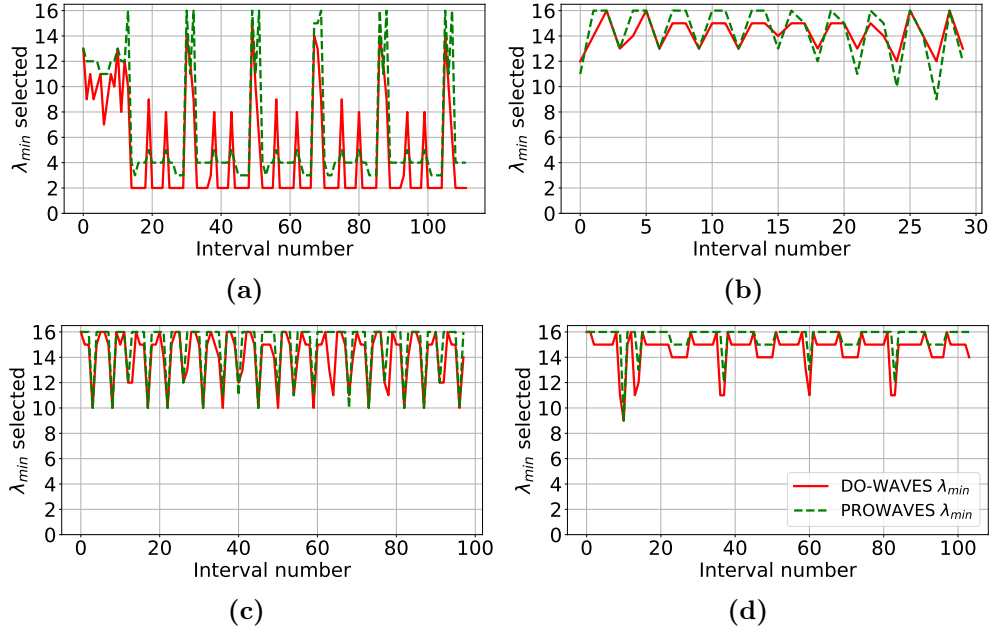 16
14
12
10
8
6
4
2
0
λmin selected
0 20 40 60 80 100
Interval number
(a)
16
14
12
10
8
6
4
2
0
λmin selected
0 5 10 15 20 25 30
Interval number
(b)
16
14
12
10
8
6
4
2
0
λmin selected
0 20 40 60 80 100
Interval number
(c)
16
14
12
10
8
6
4
2
0
λmin selected
0 20 40 60 80 100
Interval number
DO-WAVES λmin
PROWAVES λmin
(d)